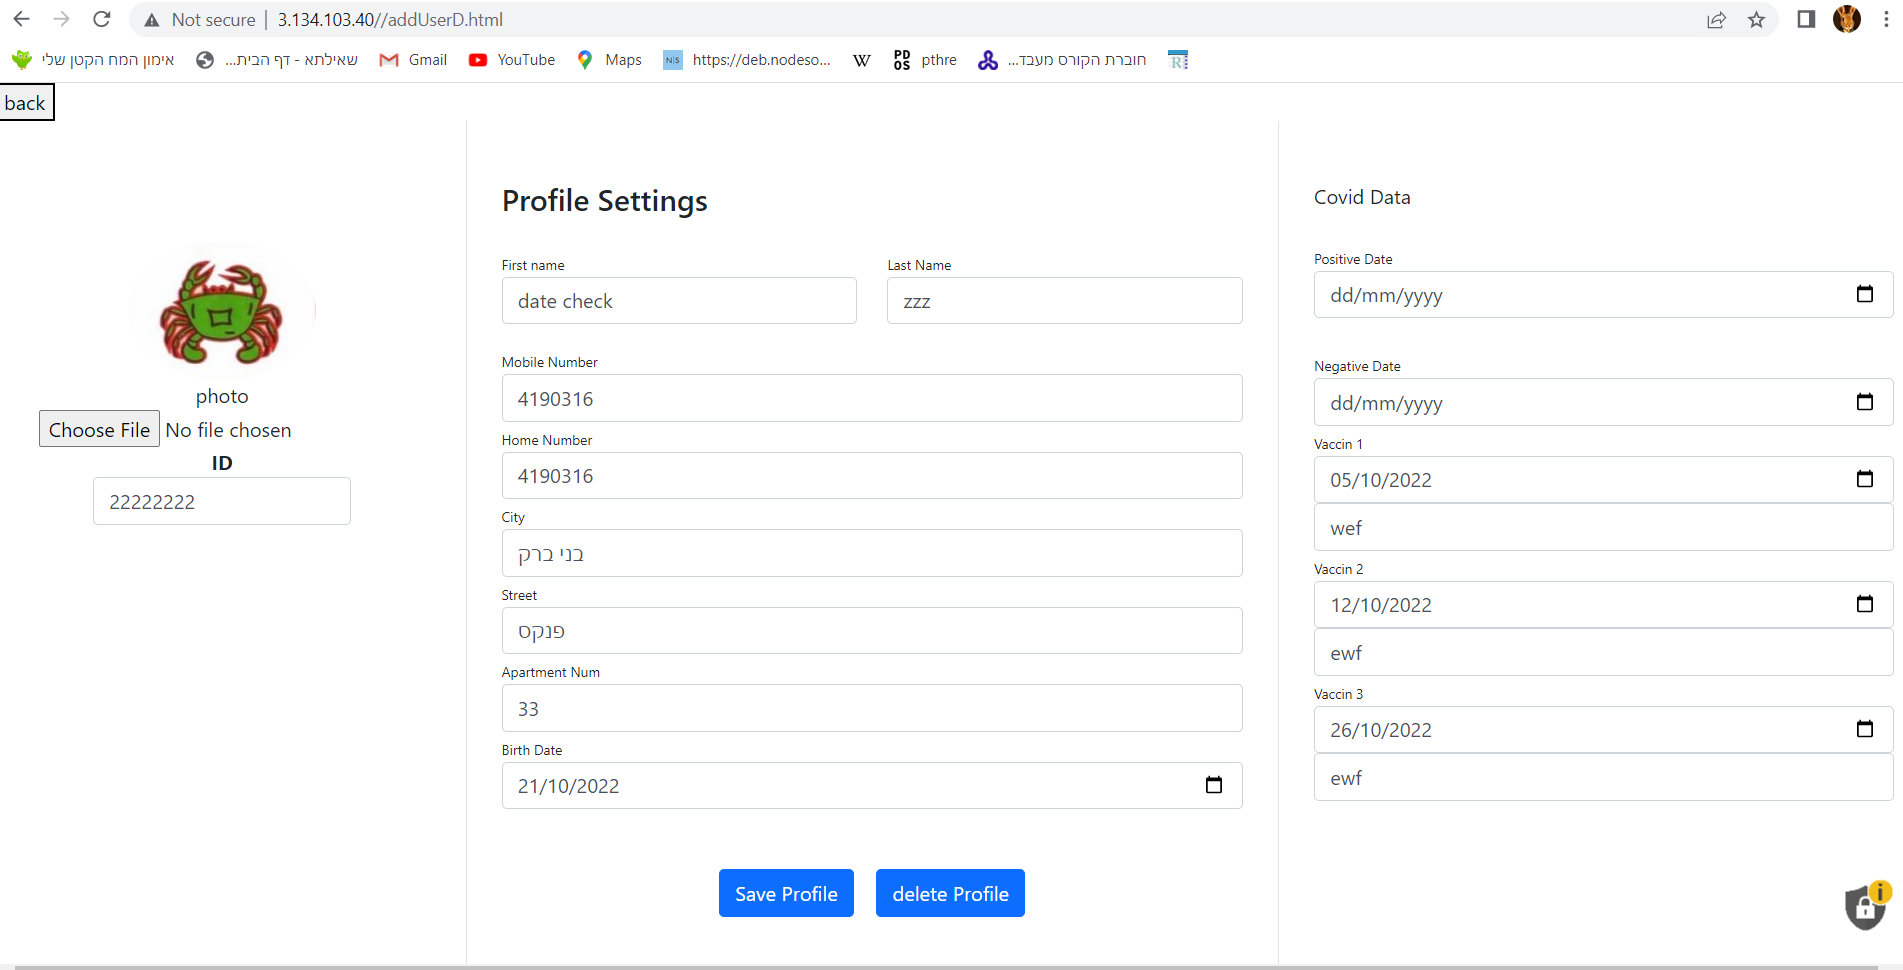 Not secure | 3.134.103.40//addUserD.html
אימון המח הקטן שלי
שאילתא - דף הבית...
Gmail
YouTube
Maps
N|S https://deb.nodeso...
W
PD
OS pthre
חוברת הקורס מעבד...
R
back
photo
Choose File No file chosen
ID
22222222
Profile Settings
First name
date check
Last Name
zzz
Mobile Number
4190316
Home Number
4190316
City
בני ברק
Street
פנקס
Apartment Num
33
Birth Date
21/10/2022
Save Profile
delete Profile
Covid Data
Positive Date
dd/mm/yyyy
Negative Date
dd/mm/yyyy
Vaccin 1
05/10/2022
wef
Vaccin 2
12/10/2022
ewf
Vaccin 3
26/10/2022
ewf
i